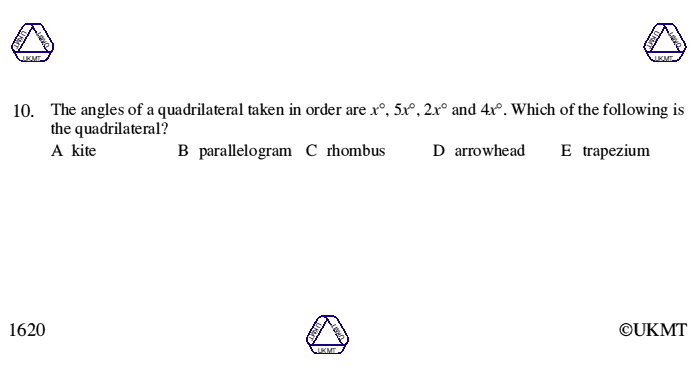 UKMT UKMT UKMT UKMT UKMT UKMT
10. The angles of a quadrilateral taken in order are x°, 5x°, 2x° and 4x°. Which of the following is
the quadrilateral?
A kite B parallelogram C rhombus D arrowhead E trapezium
1620 UKMT UKMT UKMT ©UKMT